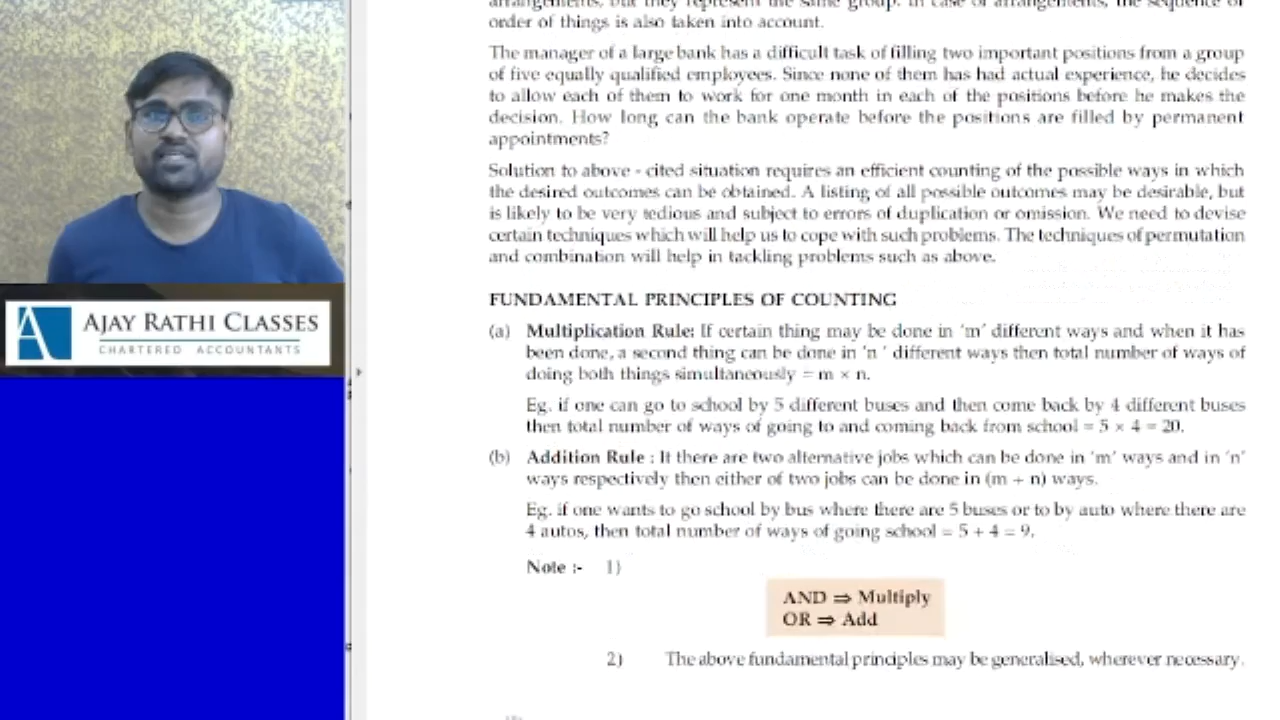 AJAY RATHI CLASSES
CHARTERED ACCOUNTANTS
arrangements, but they represent the same group. In case of arrangements, the sequence or
order of things is also taken into account.
The manager of a large bank has a difficult task of filling two important positions from a group
of five equally qualified employees. Since none of them has had actual experience, he decides
to allow each of them to work for one month in each of the positions before he makes the
decision. How long can the bank operate before the positions are filled by permanent
appointments?
Solution to above - cited situation requires an efficient counting of the possible ways in which
the desired outcomes can be obtained. A listing of all possible outcomes may be desirable, but
is likely to be very tedious and subject to errors of duplication or omission. We need to devise
certain techniques which will help us to cope with such problems. The techniques of permutation
and combination will help in tackling problems such as above.
FUNDAMENTAL PRINCIPLES OF COUNTING
(a) Multiplication Rule: If certain thing may be done in 'm' different ways and when it has
been done, a second thing can be done in 'n ' different ways then total number of ways of
doing both things simultaneously = m × n.
Eg. if one can go to school by 5 different buses and then come back by 4 different buses
then total number of ways of going to and coming back from school = 5 × 4 = 20.
(b) Addition Rule : It there are two alternative jobs which can be done in 'm' ways and in 'n'
ways respectively then either of two jobs can be done in (m + n) ways.
Eg. if one wants to go school by bus where there are 5 buses or to by auto where there are
4 autos, then total number of ways of going school = 5 + 4 = 9.
Note :- 1)
AND ⇒ Multiply
OR ⇒ Add
2) The above fundamental principles may be generalised, wherever necessary.